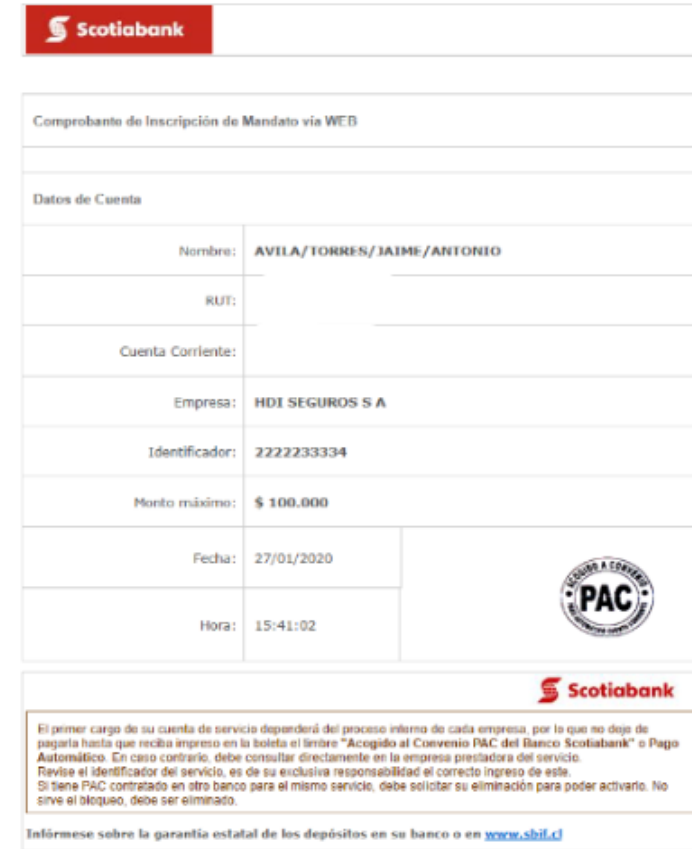 Scotiabank
Comprobante de Inscripción de Mandato vía WEB
Datos de Cuenta
Nombre: AVILA/TORRES/JAIME/ANTONIO
RUT:
Cuenta Corriente:
Empresa: HDI SEGUROS S A
Identificador: 2222233334
Monto máximo: $ 100.000
Fecha: 27/01/2020
Hora: 15:41:02
ACOGIDO A CONVENIO
PAC
Scotiabank
El primer cargo de su cuenta de servicio dependerá del proceso interno de cada empresa, por lo que no deje de
pagarla hasta que reciba impreso en la boleta el timbre "Acogido al Convenio PAC del Banco Scotiabank" o Pago
Automático. En caso contrario, debe consultar directamente en la empresa prestadora del servicio.
Revise el identificador del servicio, es de su exclusiva responsabilidad el correcto ingreso de este.
Si tiene PAC contratado en otro banco para el mismo servicio, debe solicitar su eliminación para poder activarlo. No
sirve el bloqueo, debe ser eliminado.
Infórmese sobre la garantía estatal de los depósitos en su banco o en www.sbif.cl